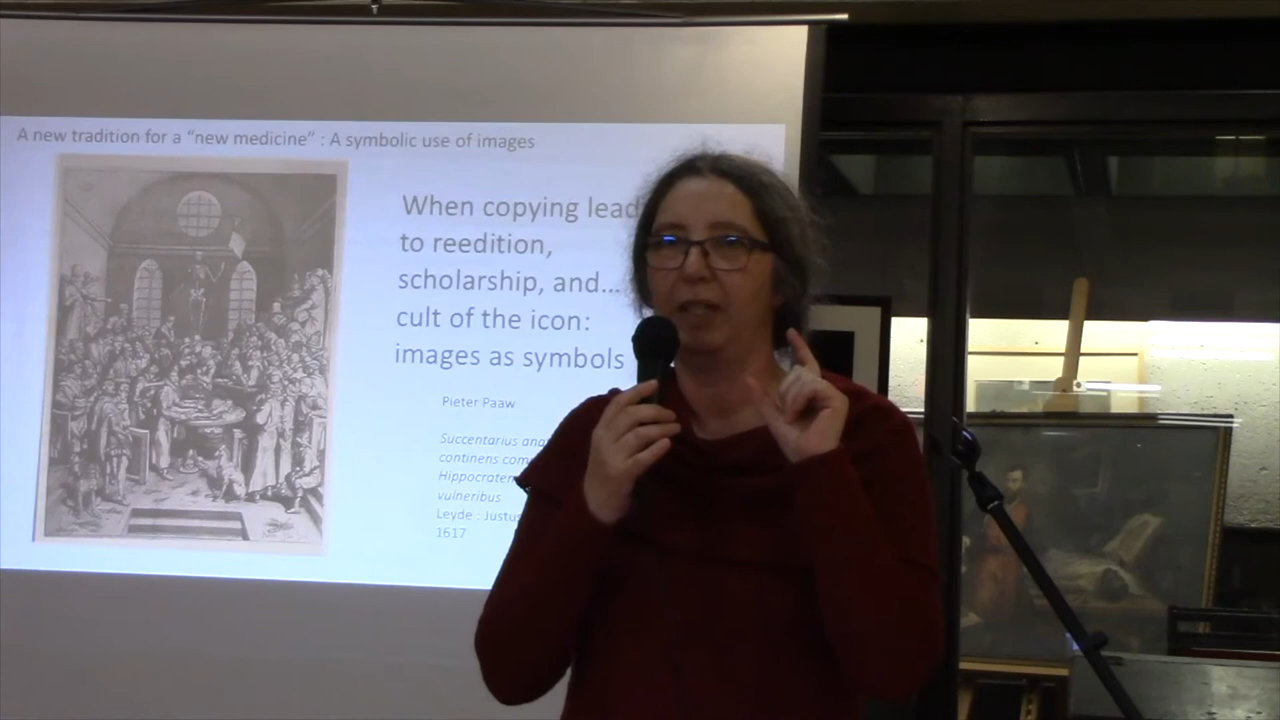 A new tradition for a “new medicine” : A symbolic use of images
When copying lead
to reedition,
scholarship, and...
cult of the icon:
images as symbols
Pieter Paaw
Succentarius ana
continens com
Hippocraten
vulneribus
Leyde : Justus
1617